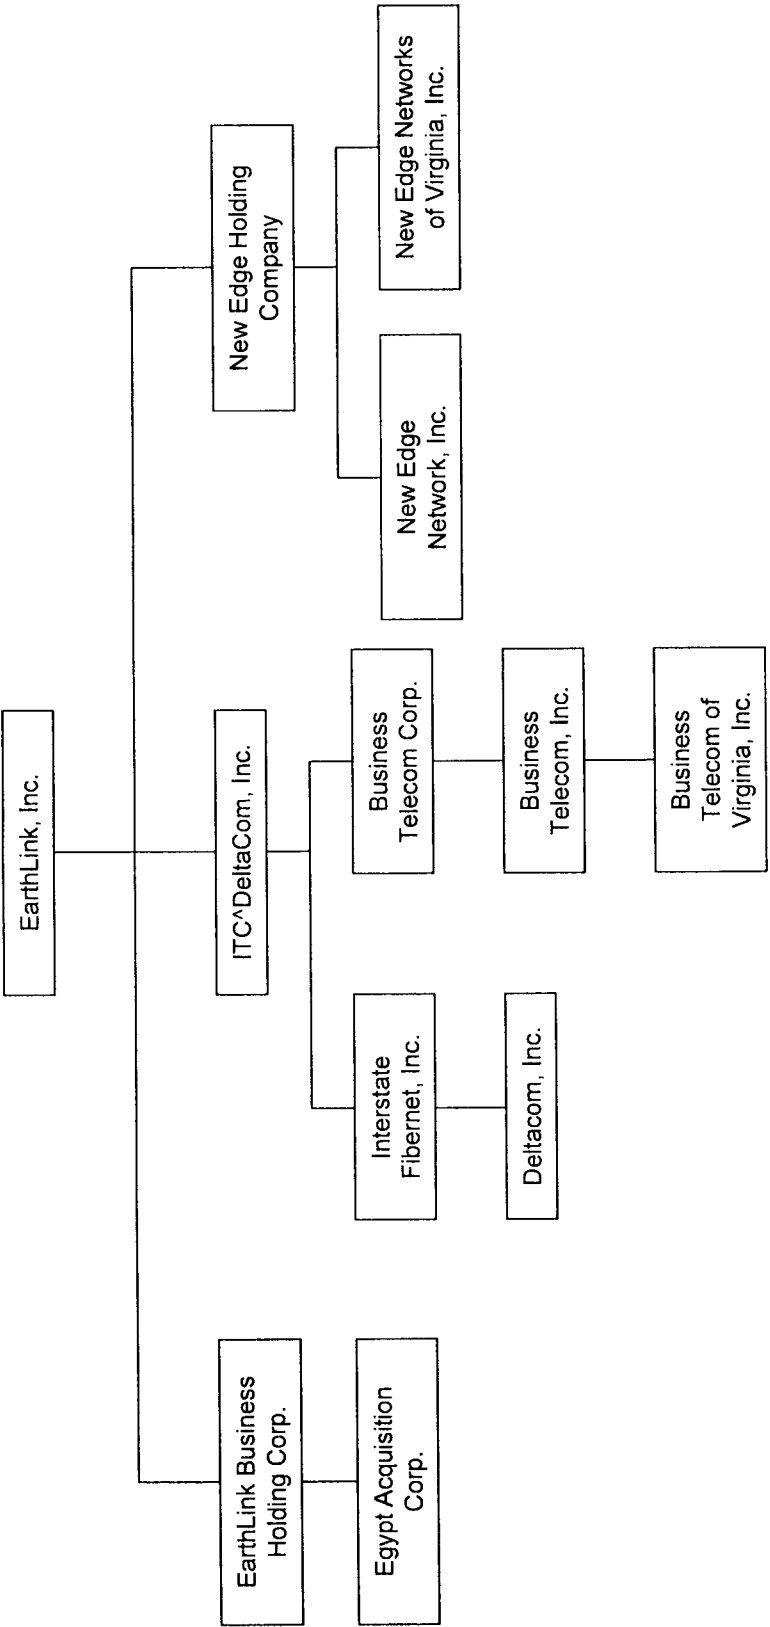 EarthLink, Inc.
EarthLink Business
Holding Corp.
ITC^DeltaCom, Inc.
New Edge Holding
Company
Egypt Acquisition
Corp.
Interstate
Fibernet, Inc.
Business
Telecom Corp.
New Edge
Network, Inc.
New Edge Networks
of Virginia, Inc.
Deltacom, Inc.
Business
Telecom, Inc.
Business
Telecom of
Virginia, Inc.